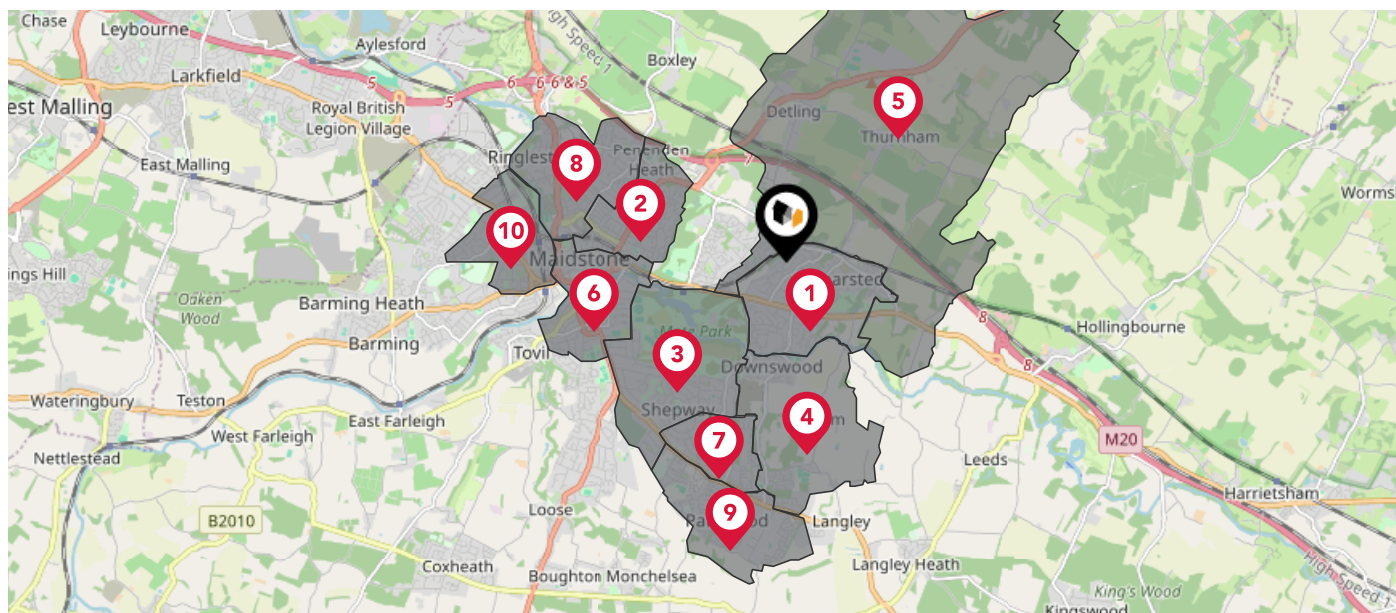 Chase
Leybourne
Aylesford
High Speed 1
Boxley
Larkfield
5
6
6
6 & 5
5
Royal British
Legion Village
est Malling
Detling
5
Thurnham
East Malling
Penenden
Heath
7
8
2
Worms
10
Maidstone
ings Hill
Oaken
Wood
Barming Heath
6
1
8
Hollingbourne
Barming
Tovi
3
Mote Park
8
Downswood
Teston
Wateringbury
East Farleigh
Shepway
4
m
7
M20
West Farleigh
Nettlestead
Leeds
Harrietsham
Loose
9
B2010
Langley
Coxheath
Boughton Monchelsea
Langley Heath
High Speed 1
King's Wood
Kingswood